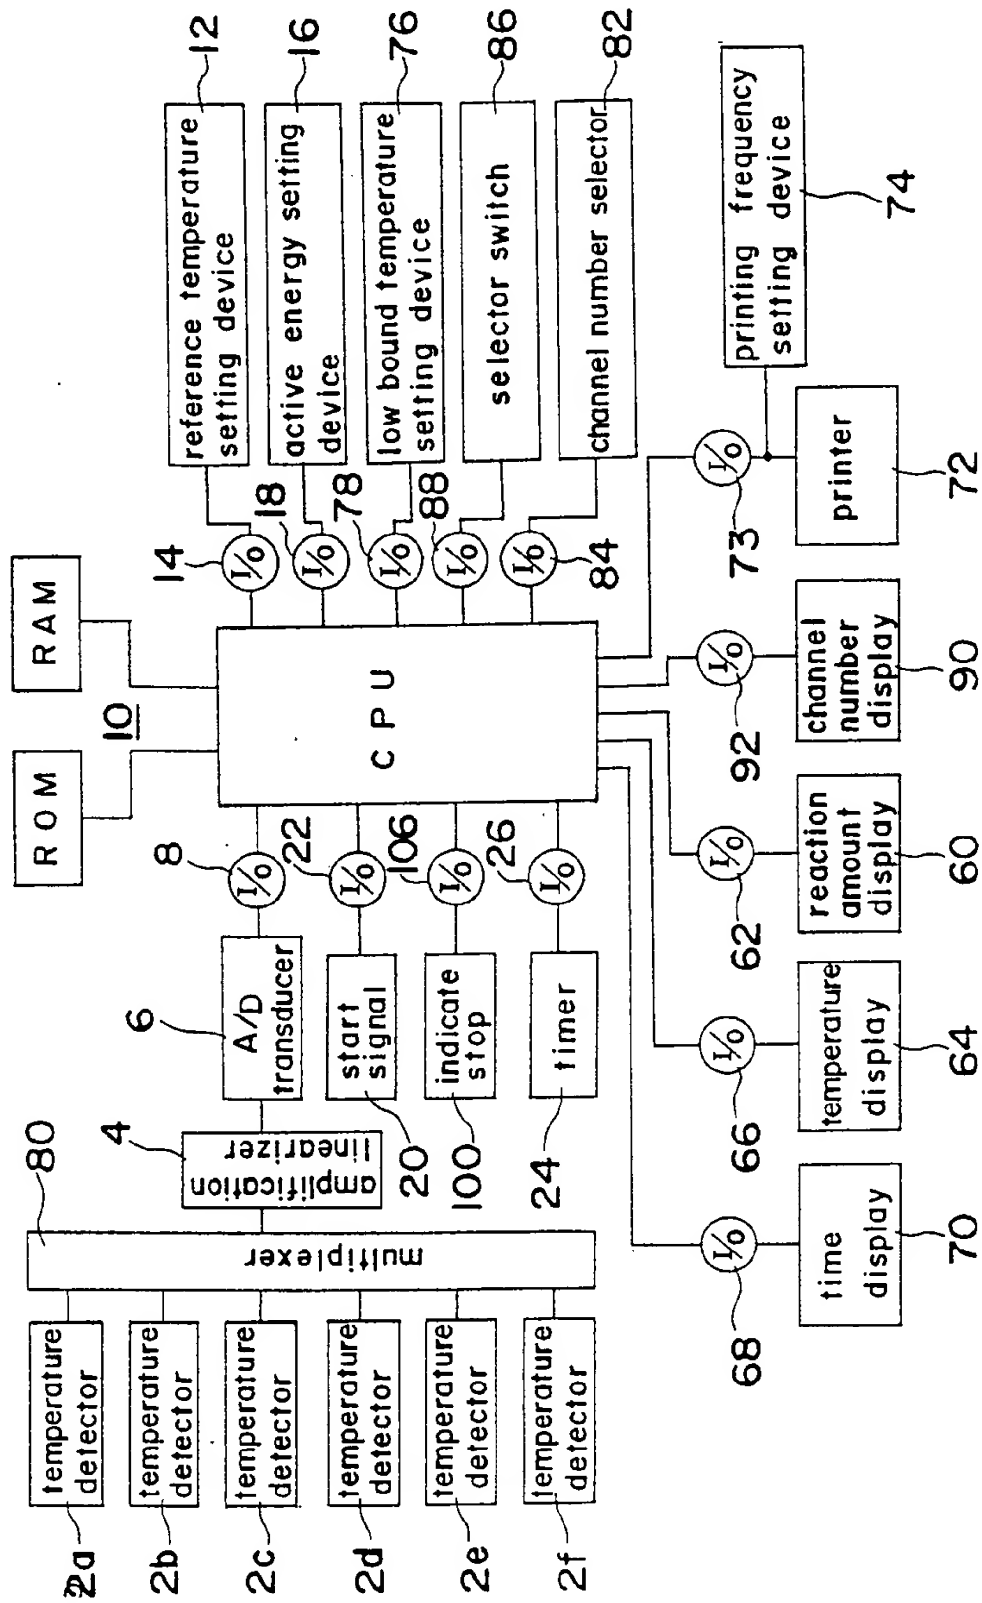 ROM
RAM
10
80
4
6
8
14
12
temperature
detector
2a
temperature
detector
2b
temperature
detector
2c
temperature
detector
2d
temperature
detector
2e
temperature
detector
2f
multiplexer
amplification
linearizer
A/D
transducer
I/O
start
signal
20
I/O
22
indicate
stop
100
I/O
106
timer
24
I/O
26
CPU
I/O
reference temperature
setting device
18
I/O
active energy setting
device
16
78
I/O
low bound temperature
setting device
76
88
I/O
selector switch
86
84
I/O
channel number selector
82
68
I/O
time
display
70
66
I/O
temperature
display
64
62
I/O
reaction
amount
display
60
92
I/O
channel
number
display
90
73
I/O
printer
72
printing frequency
setting device
74